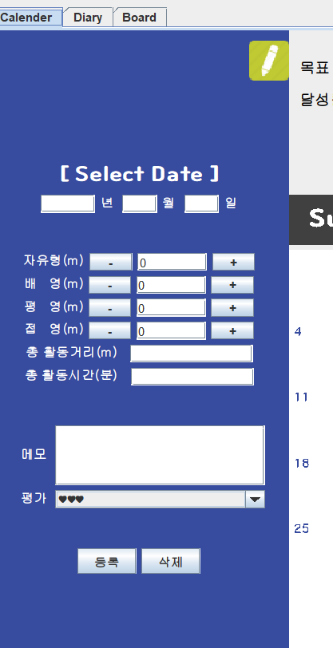 Calender Diary Board
목표
달성
[ Select Date ]
년 월 일
Su
자유형(m) - 0 +
배 영(m) - 0 +
평 영(m) - 0 +
접 영(m) - 0 +
총 활동거리(m)
총 활동시간(분)
4
11
18
25
메모
평가 ♥♥♥
등록 삭제